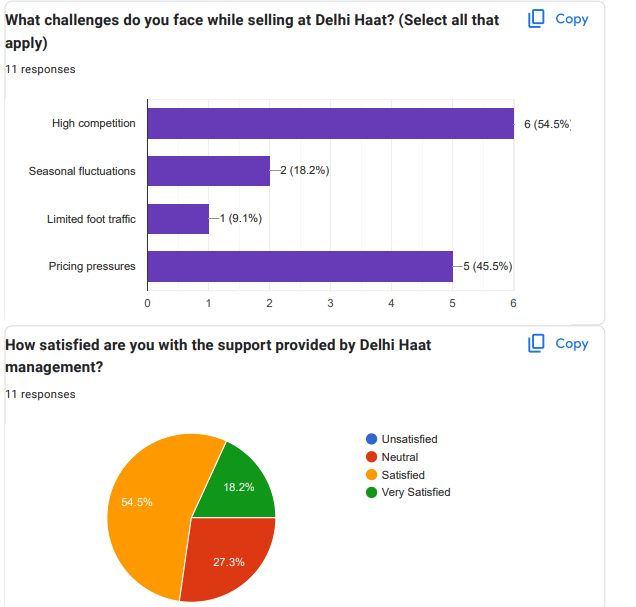 What challenges do you face while selling at Delhi Haat? (Select all that
apply)
Copy
11 responses
High competition
6 (54.5%)
Seasonal fluctuations
2 (18.2%)
Limited foot traffic
1 (9.1%)
Pricing pressures
5 (45.5%)
0 1 2 3 4 5 6
How satisfied are you with the support provided by Delhi Haat
management?
Copy
11 responses
Unsatisfied
Neutral
Satisfied
Very Satisfied
18.2%
54.5%
27.3%